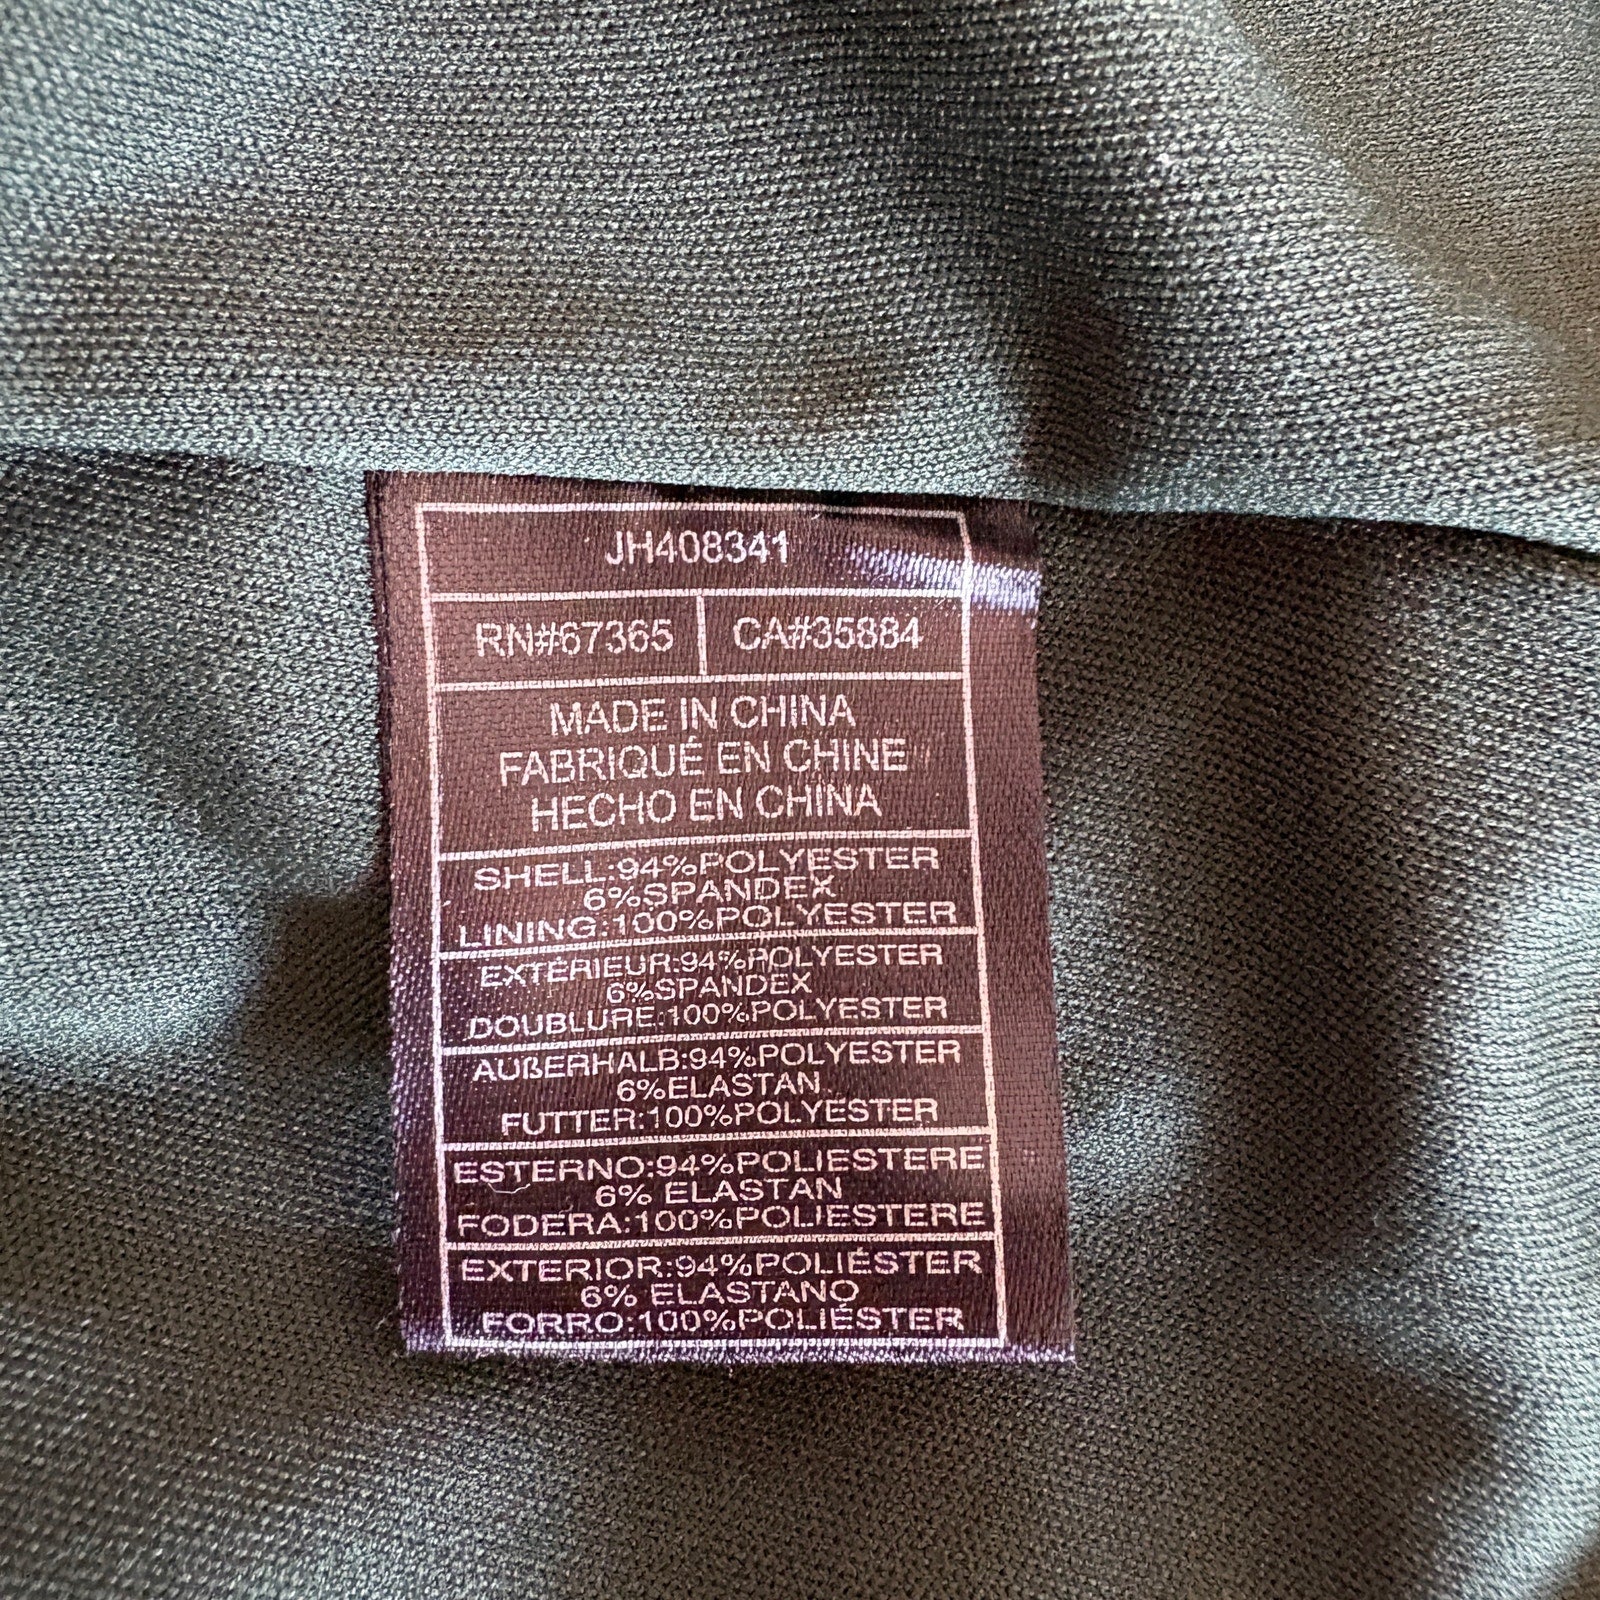 JH408341
RN#67365 CA#35884
MADE IN CHINA
FABRIQUÉ EN CHINE
HECHO EN CHINA
SHELL:94%POLYESTER
6%SPANDEX
LINING:100%POLYESTER
EXTÉRIEUR:94%POLYESTER
6%SPANDEX
DOUBLURE:100%POLYESTER
AUßERHALB:94%POLYESTER
6%ELASTAN
FUTTER:100%POLYESTER
ESTERNO:94%POLIESTERE
6% ELASTAN
FODERA:100%POLIESTERE
EXTERIOR:94%POLIÉSTER
6% ELASTANO
FORRO:100%POLIÉSTER